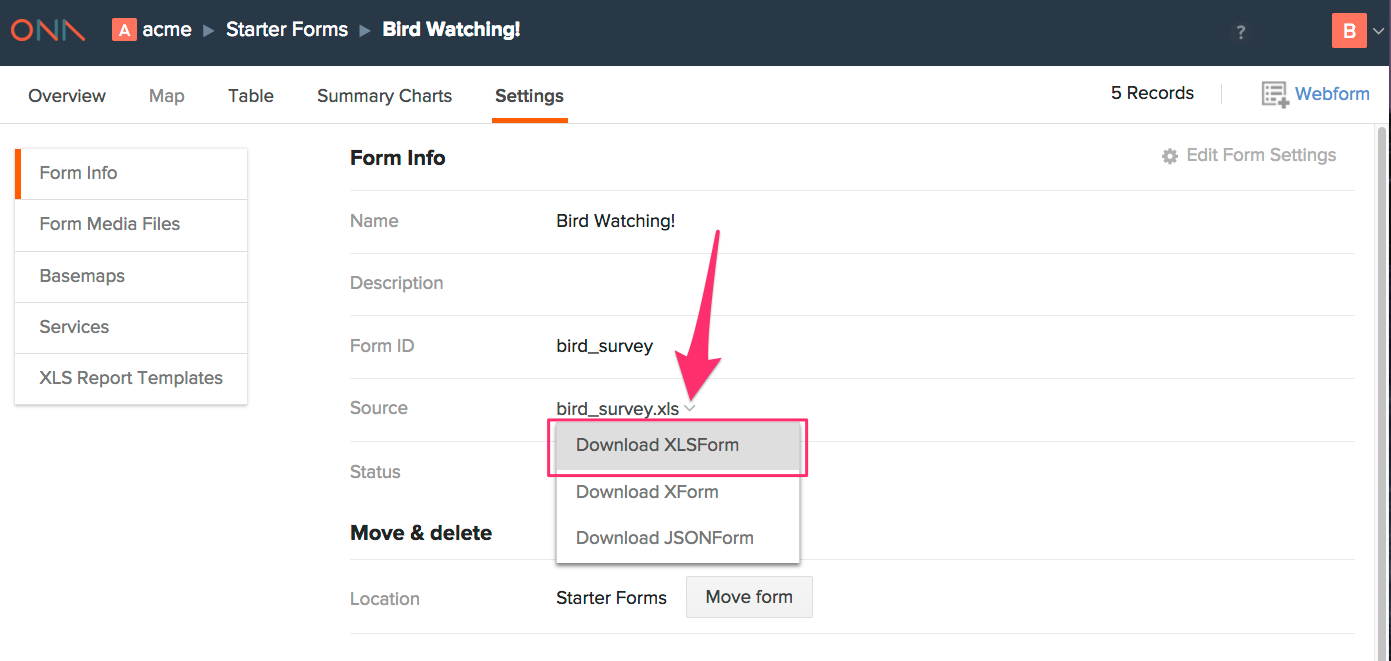 ONA A acme ▶ Starter Forms ▶ Bird Watching! ? B
Overview Map Table Summary Charts Settings 5 Records Webform
Form Info
Form Media Files
Basemaps
Services
XLS Report Templates
Form Info Edit Form Settings
Name Bird Watching!
Description
Form ID bird_survey
Source bird_survey.xls
Download XLSForm
Download XForm
Download JSONForm
Status
Move & delete
Location Starter Forms Move form